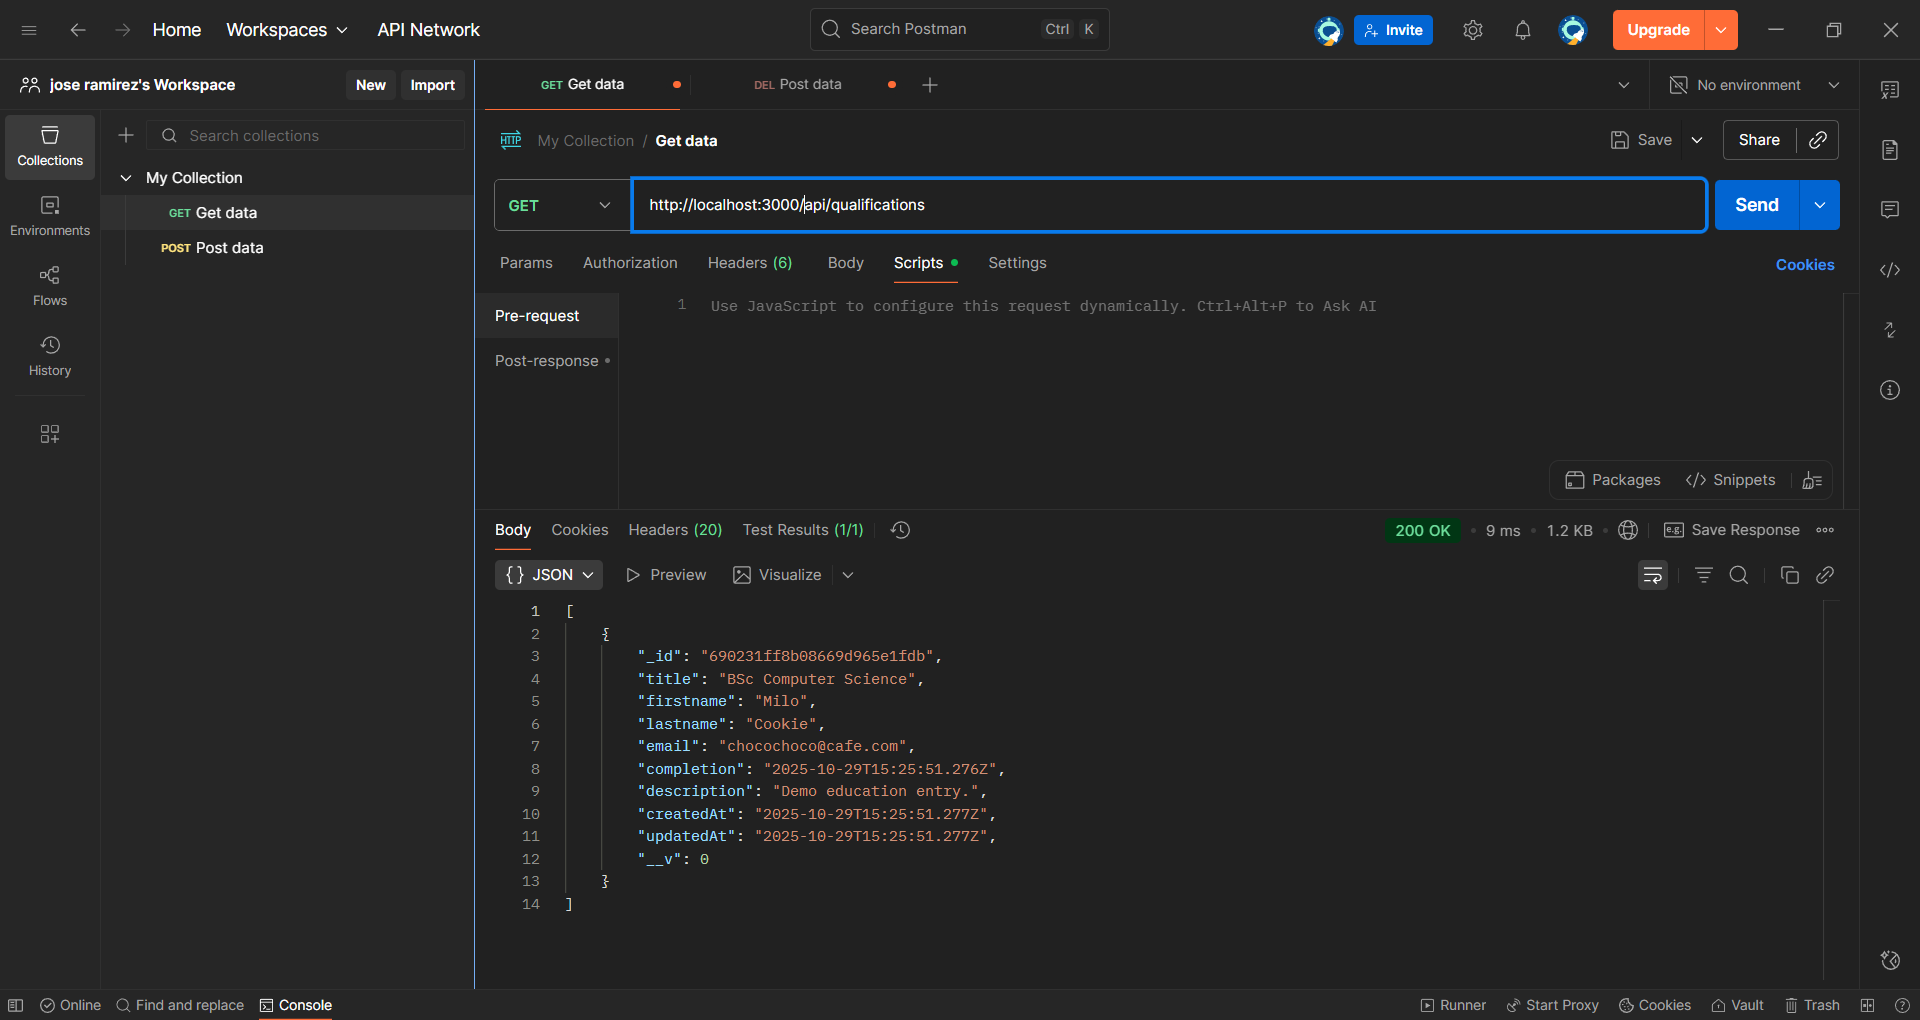 Home Workspaces API Network Search Postman Ctrl K Invite Upgrade
jose ramirez's Workspace New Import GET Get data DEL Post data No environment
Collections
Search collections
HTTP My Collection / Get data Save Share
My Collection
GET Get data
POST Post data
Environments
Flows
History
GET http://localhost:3000/api/qualifications Send
Params Authorization Headers (6) Body Scripts Settings Cookies
Pre-request
Post-response
1 Use JavaScript to configure this request dynamically. Ctrl+Alt+P to Ask AI
Packages </> Snippets
Body Cookies Headers (20) Test Results (1/1) 200 OK 9 ms 1.2 KB e.g. Save Response
{} JSON Preview Visualize
1 [
2 {
3 "_id": "690231ff8b08669d965e1fdb",
4 "title": "BSc Computer Science",
5 "firstname": "Milo",
6 "lastname": "Cookie",
7 "email": "chocochoco@cafe.com",
8 "completion": "2025-10-29T15:25:51.276Z",
9 "description": "Demo education entry.",
10 "createdAt": "2025-10-29T15:25:51.277Z",
11 "updatedAt": "2025-10-29T15:25:51.277Z",
12 "__v": 0
13 }
14 ]
Online Find and replace Console Runner Start Proxy Cookies Vault Trash